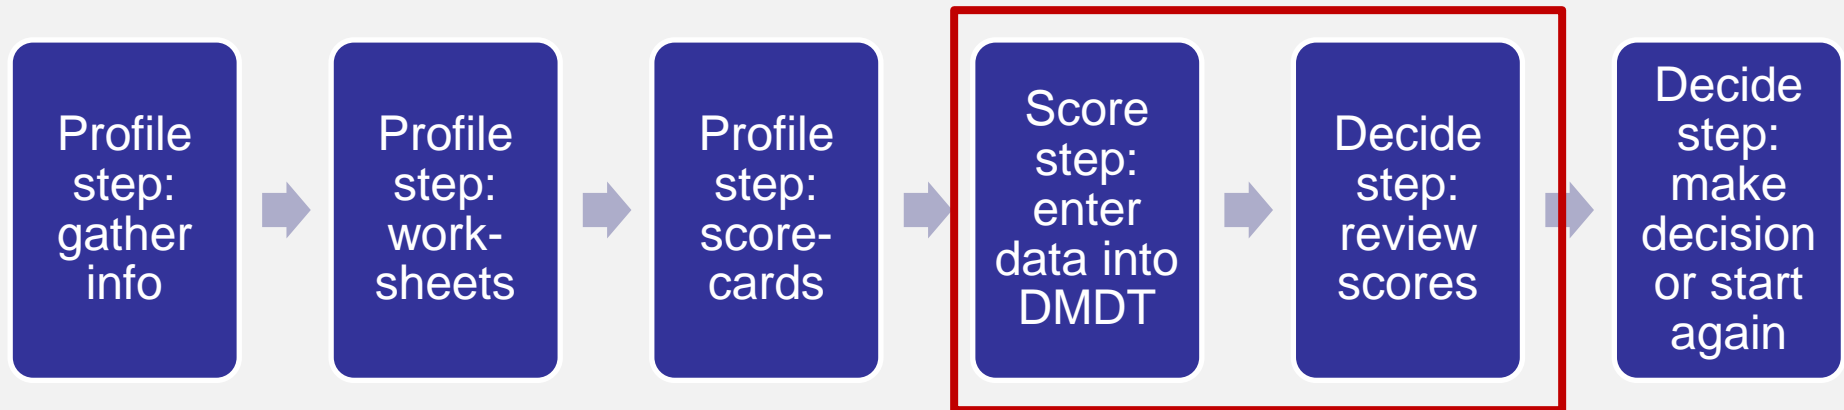 Profile
step:
gather
info
Profile
step:
work-
sheets
Profile
step:
score-
cards
Score
step:
enter
data into
DMDT
Decide
step:
review
scores
Decide
step:
make
decision
or start
again